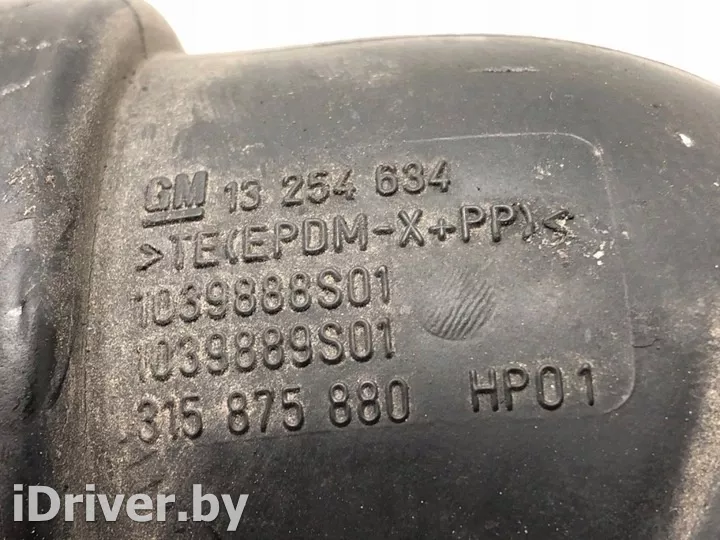 GM 13 254 634
>TE(EPDM-X+PP)<
1039888S01
1039889S01
315 875 880 HP01
iDriver.by